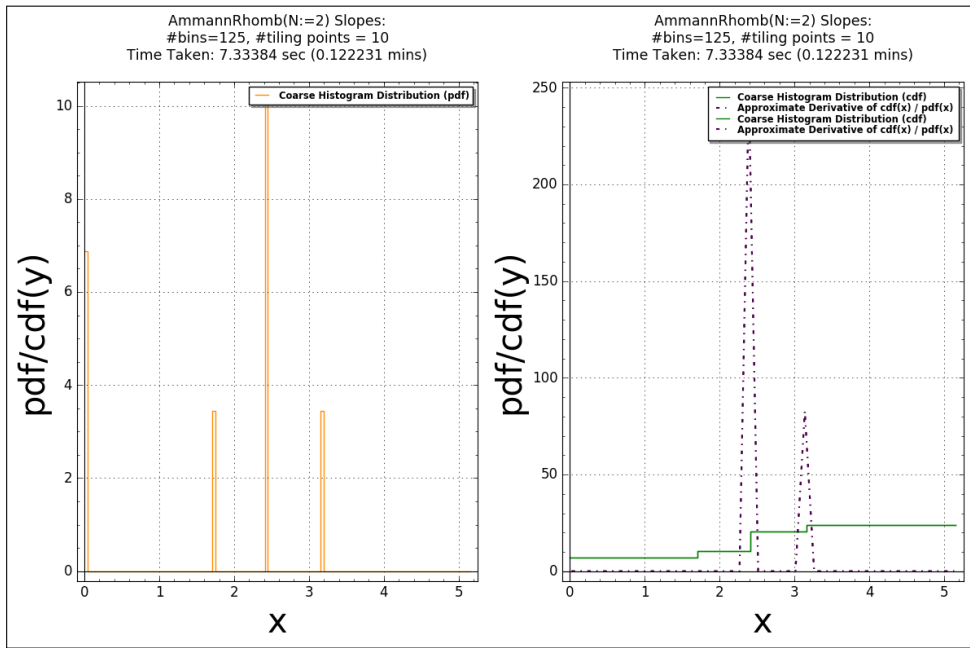 AmmannRhomb(N:=2) Slopes:
#bins=125, #tiling points = 10
Time Taken: 7.33384 sec (0.122231 mins)
Coarse Histogram Distribution (pdf)
10
8
6
4
2
0
pdf/cdf(y)
0 1 2 3 4 5
x
AmmannRhomb(N:=2) Slopes:
#bins=125, #tiling points = 10
Time Taken: 7.33384 sec (0.122231 mins)
Coarse Histogram Distribution (cdf)
Approximate Derivative of cdf(x) / pdf(x)
Coarse Histogram Distribution (cdf)
Approximate Derivative of cdf(x) / pdf(x)
250
200
150
100
50
0
pdf/cdf(y)
0 1 2 3 4 5
x